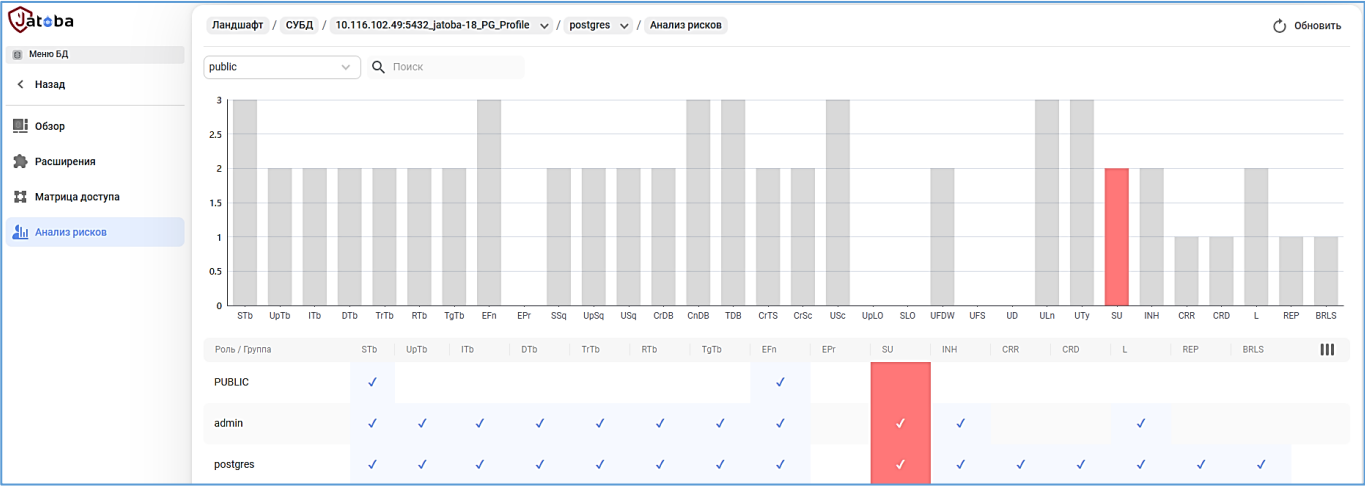 Jatoba
Ландшафт / СУБД / 10.116.102.49:5432_jatoba-18_PG_Profile / postgres / Анализ рисков
Обновить
Меню БД
Назад
Обзор
Расширения
Матрица доступа
Анализ рисков
public
Поиск
3
2.5
2
1.5
1
0.5
0
STb UpTb ITb DTb TrTb RTb TgTb EFn EPr SSq UpSq USq CrDB CnDB TDB CrTS CrSc USc UpLO SLO UFDW UFS UD ULn UTy SU INH CRR CRD L REP BRLS
Роль / Группа STb UpTb ITb DTb TrTb RTb TgTb EFn EPr SU INH CRR CRD L REP BRLS
PUBLIC ✓ ✓
admin ✓ ✓ ✓ ✓ ✓ ✓ ✓ ✓ ✓ ✓ ✓
postgres ✓ ✓ ✓ ✓ ✓ ✓ ✓ ✓ ✓ ✓ ✓ ✓ ✓ ✓ ✓